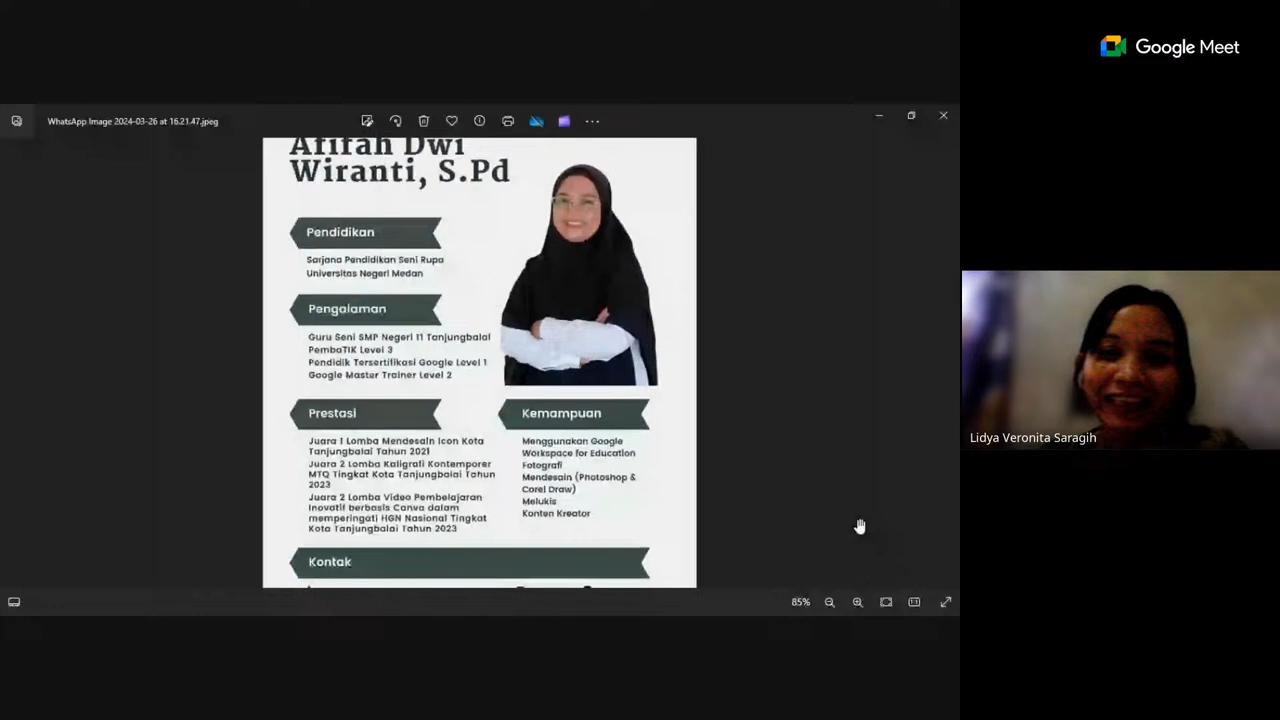 Google Meet
WhatsApp Image 2024-03-26 at 16.21.47.jpeg
Afifah Dwi
Wiranti, S.Pd
Pendidikan
Sarjana Pendidikan Seni Rupa
Universitas Negeri Medan
Pengalaman
Guru Seni SMP Negeri 11 Tanjungbalai
PembaTIK Level 3
Pendidik Tersertifikasi Google Level 1
Google Master Trainer Level 2
Prestasi
Juara 1 Lomba Mendesain Icon Kota
Tanjungbalai Tahun 2021
Juara 2 Lomba Kaligrafi Kontemporer
MTQ Tingkat Kota Tanjungbalai Tahun
2023
Juara 2 Lomba Video Pembelajaran
Inovatif berbasis Canva dalam
memperingati HGN Nasional Tingkat
Kota Tanjungbalai Tahun 2023
Kemampuan
Menggunakan Google
Workspace for Education
Fotografi
Mendesain (Photoshop &
Corel Draw)
Melukis
Konten Kreator
Kontak
85%
Lidya Veronita Saragih